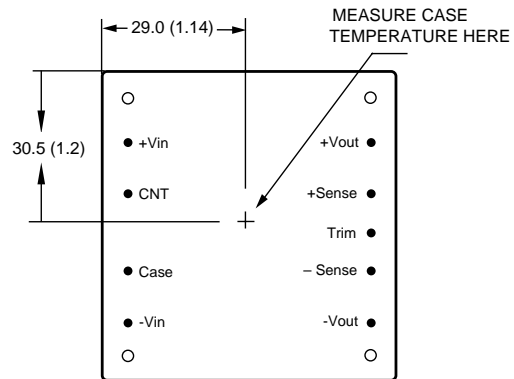 29.0 (1.14)
MEASURE CASE
TEMPERATURE HERE
30.5 (1.2)
+Vin
+Vout
CNT
+Sense
Trim
Case
– Sense
-Vin
-Vout